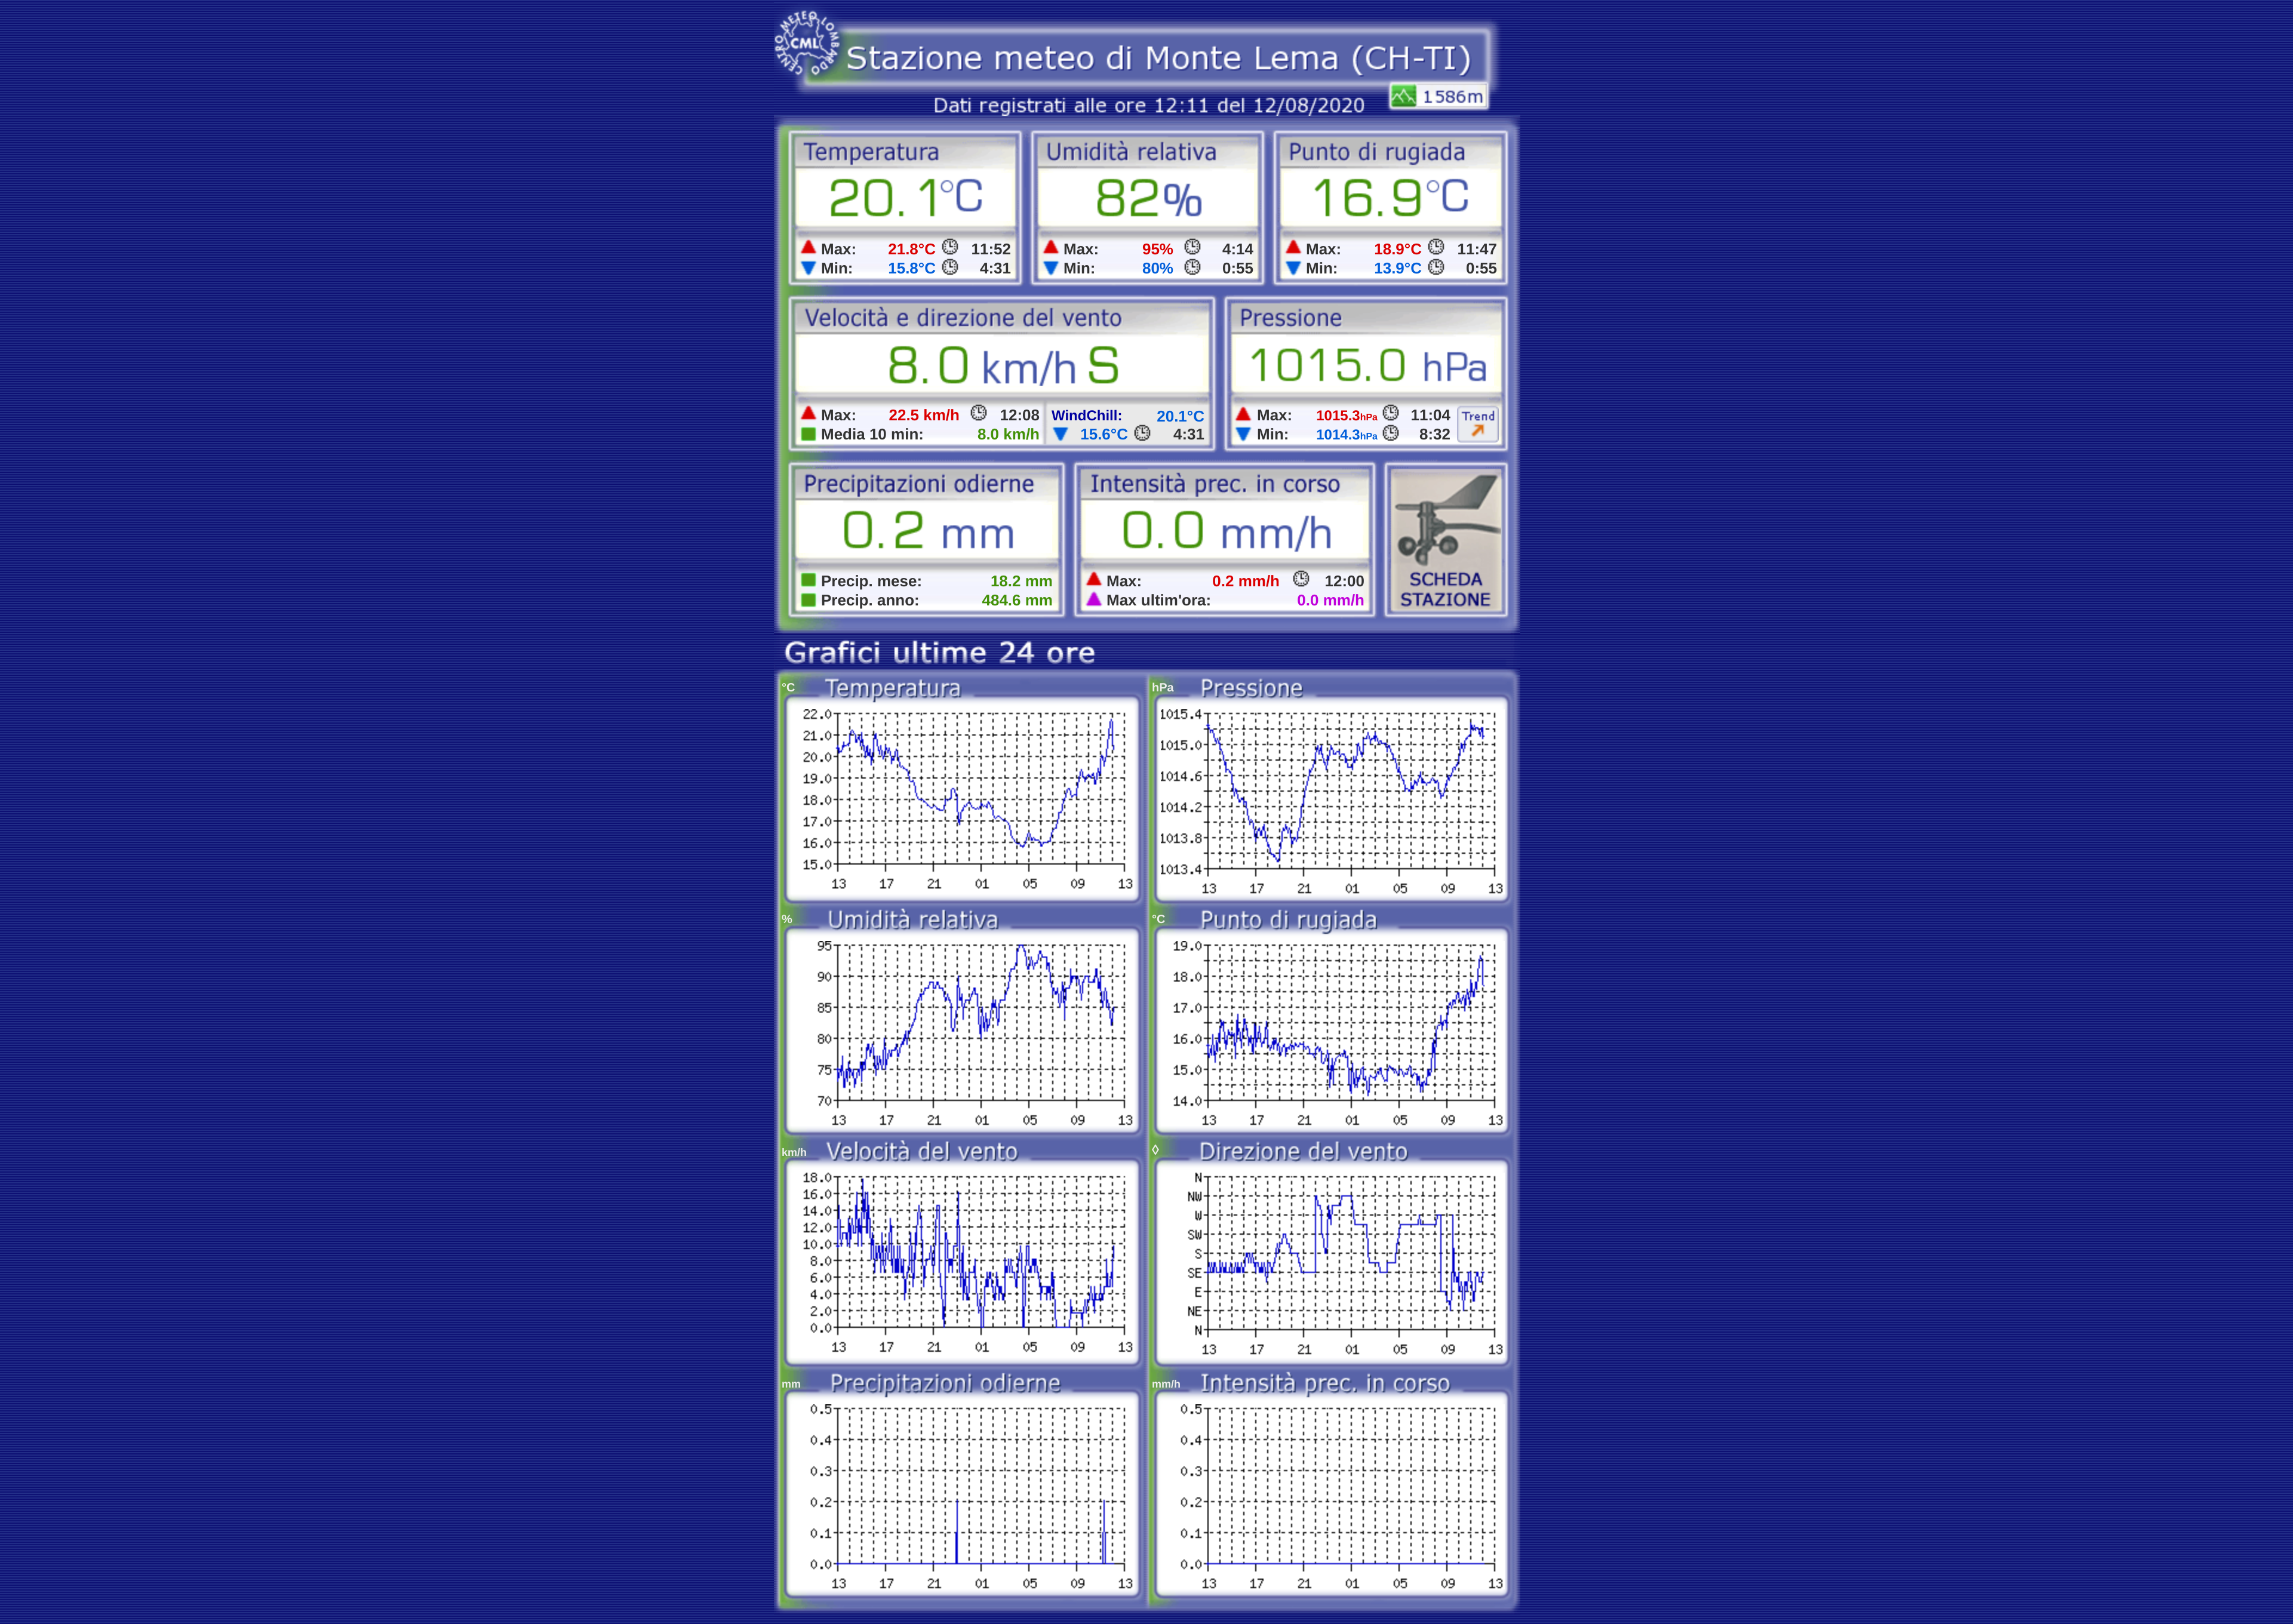 CENTRO METEO LOMBARDO
CML
Stazione meteo di Monte Lema (CH-TI)
1586m
Dati registrati alle ore 12:11 del 12/08/2020
Temperatura
20.1°C
Max: 21.8°C 11:52
Min: 15.8°C 4:31
Umidità relativa
82%
Max: 95% 4:14
Min: 80% 0:55
Punto di rugiada
16.9°C
Max: 18.9°C 11:47
Min: 13.9°C 0:55
Velocità e direzione del vento
8.0 km/h S
Max: 22.5 km/h 12:08
Media 10 min: 8.0 km/h
WindChill: 20.1°C
15.6°C 4:31
Pressione
1015.0 hPa
Max: 1015.3hPa 11:04
Min: 1014.3hPa 8:32
Trend
Precipitazioni odierne
0.2 mm
Precip. mese: 18.2 mm
Precip. anno: 484.6 mm
Intensità prec. in corso
0.0 mm/h
Max: 0.2 mm/h 12:00
Max ultim'ora: 0.0 mm/h
SCHEDA
STAZIONE
Grafici ultime 24 ore
°C Temperatura
22.0
21.0
20.0
19.0
18.0
17.0
16.0
15.0
13 17 21 01 05 09 13
hPa Pressione
1015.4
1015.0
1014.6
1014.2
1013.8
1013.4
13 17 21 01 05 09 13
% Umidità relativa
95
90
85
80
75
70
13 17 21 01 05 09 13
°C Punto di rugiada
19.0
18.0
17.0
16.0
15.0
14.0
13 17 21 01 05 09 13
km/h Velocità del vento
18.0
16.0
14.0
12.0
10.0
8.0
6.0
4.0
2.0
0.0
13 17 21 01 05 09 13
◊ Direzione del vento
N
NW
W
SW
S
SE
E
NE
N
13 17 21 01 05 09 13
mm Precipitazioni odierne
0.5
0.4
0.3
0.2
0.1
0.0
13 17 21 01 05 09 13
mm/h Intensità prec. in corso
0.5
0.4
0.3
0.2
0.1
0.0
13 17 21 01 05 09 13